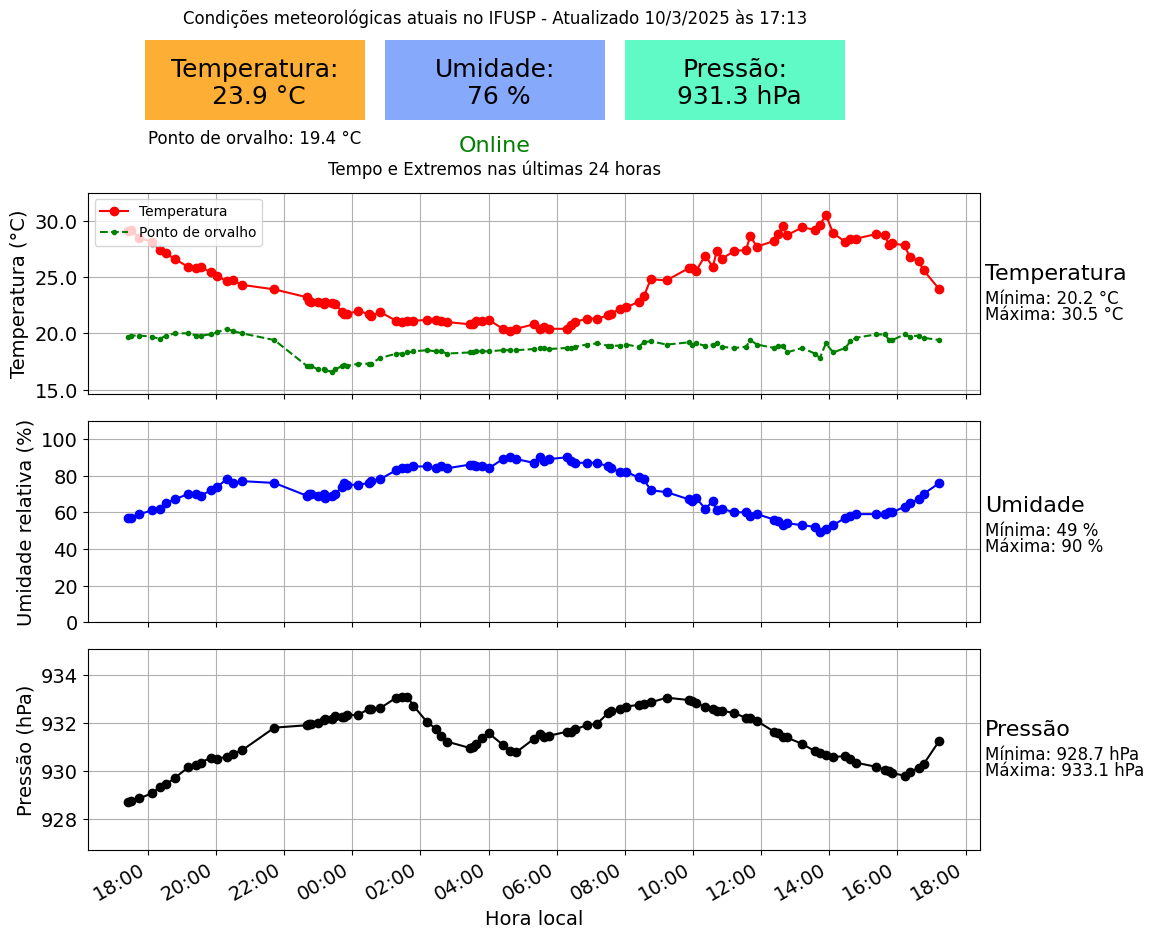 Condições meteorológicas atuais no IFUSP - Atualizado 10/3/2025 às 17:13
Temperatura:
23.9 °C
Umidade:
76 %
Pressão:
931.3 hPa
Ponto de orvalho: 19.4 °C
Online
Tempo e Extremos nas últimas 24 horas
Temperatura (°C)
30.0
25.0
20.0
15.0
Temperatura
Ponto de orvalho
Temperatura
Mínima: 20.2 °C
Máxima: 30.5 °C
Umidade relativa (%)
100
80
60
40
20
0
Umidade
Mínima: 49 %
Máxima: 90 %
Pressão (hPa)
934
932
930
928
Pressão
Mínima: 928.7 hPa
Máxima: 933.1 hPa
18:00 20:00 22:00 00:00 02:00 04:00 06:00 08:00 10:00 12:00 14:00 16:00 18:00
Hora local